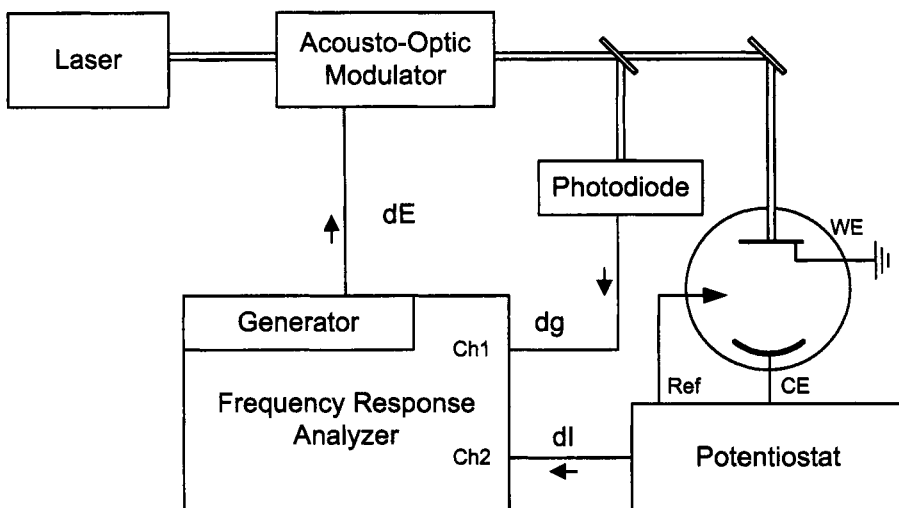 Laser
Acousto-Optic
Modulator
Photodiode
dE
WE
Generator
Ch1
dg
Ref
CE
Frequency Response
Analyzer
Ch2
dI
Potentiostat